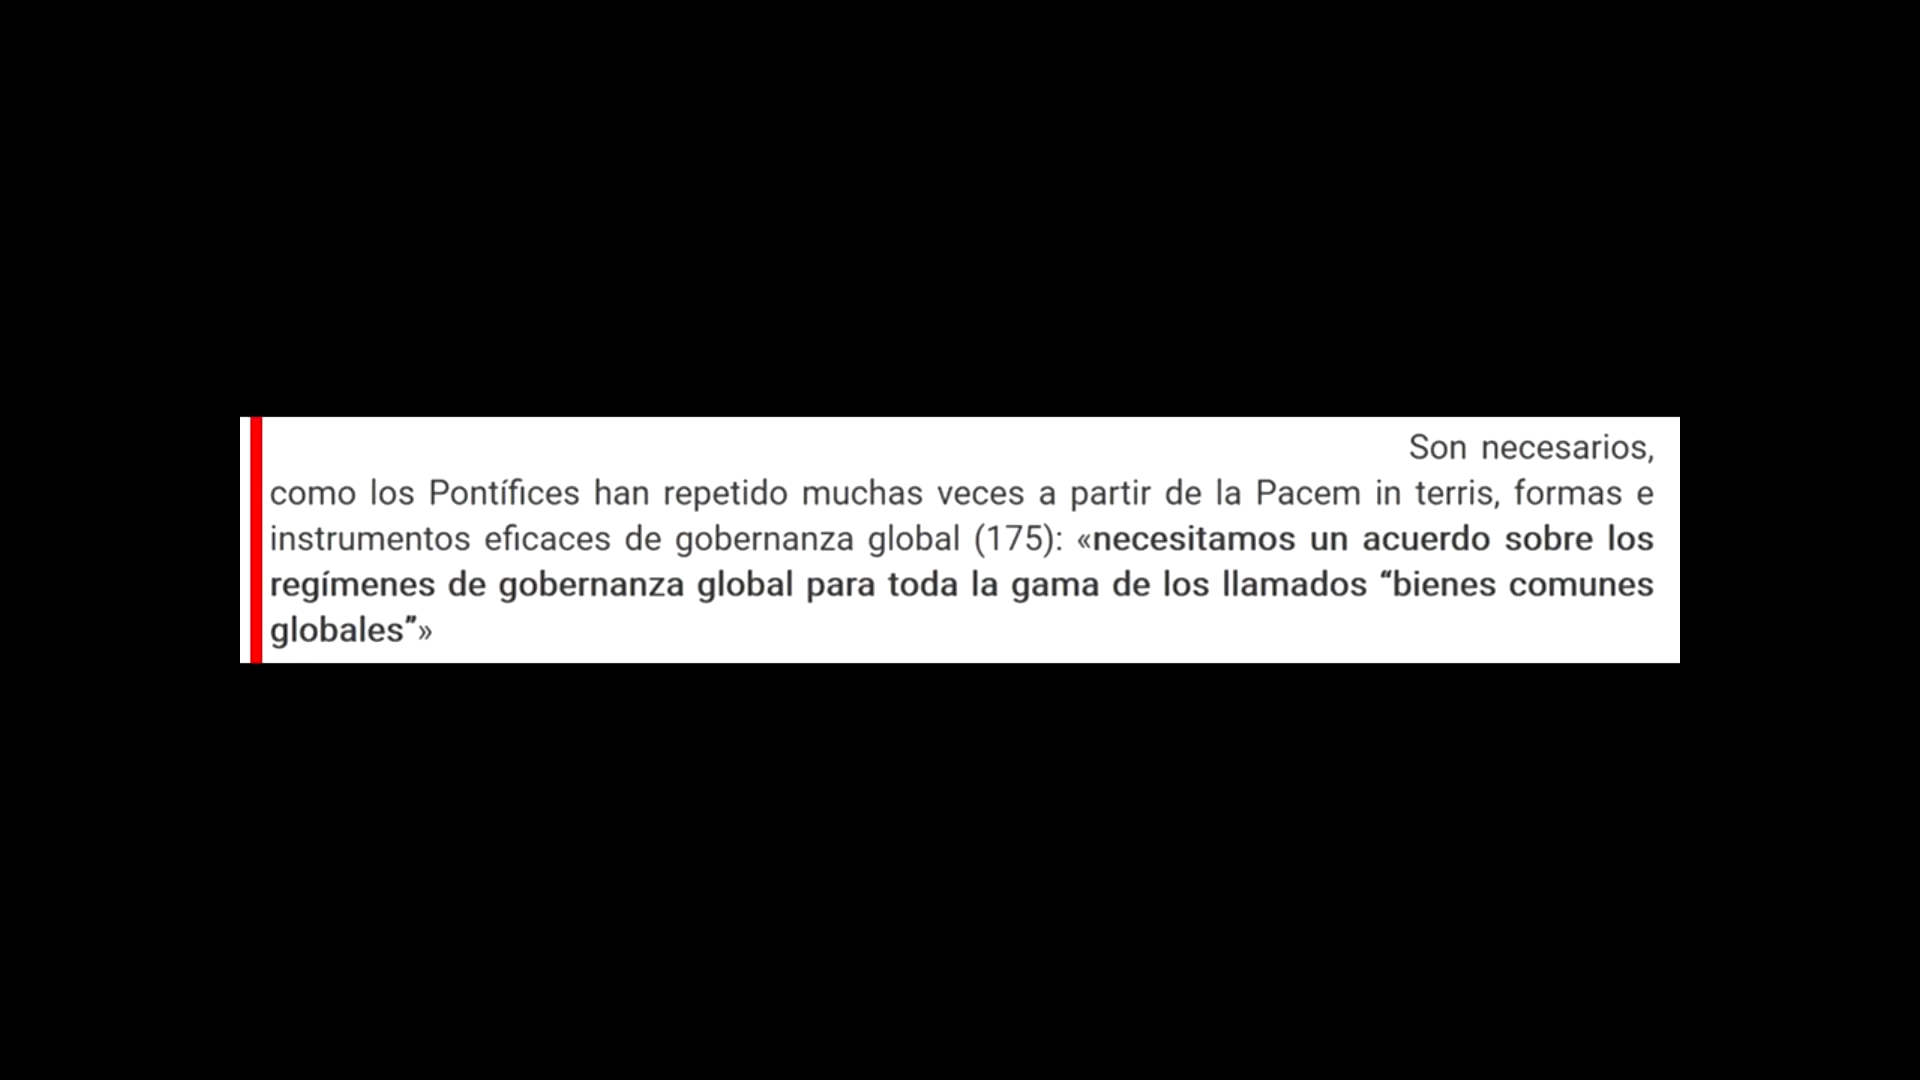 Son necesarios,
como los Pontífices han repetido muchas veces a partir de la Pacem in terris, formas e
instrumentos eficaces de gobernanza global (175): «necesitamos un acuerdo sobre los
regímenes de gobernanza global para toda la gama de los llamados “bienes comunes
globales”»